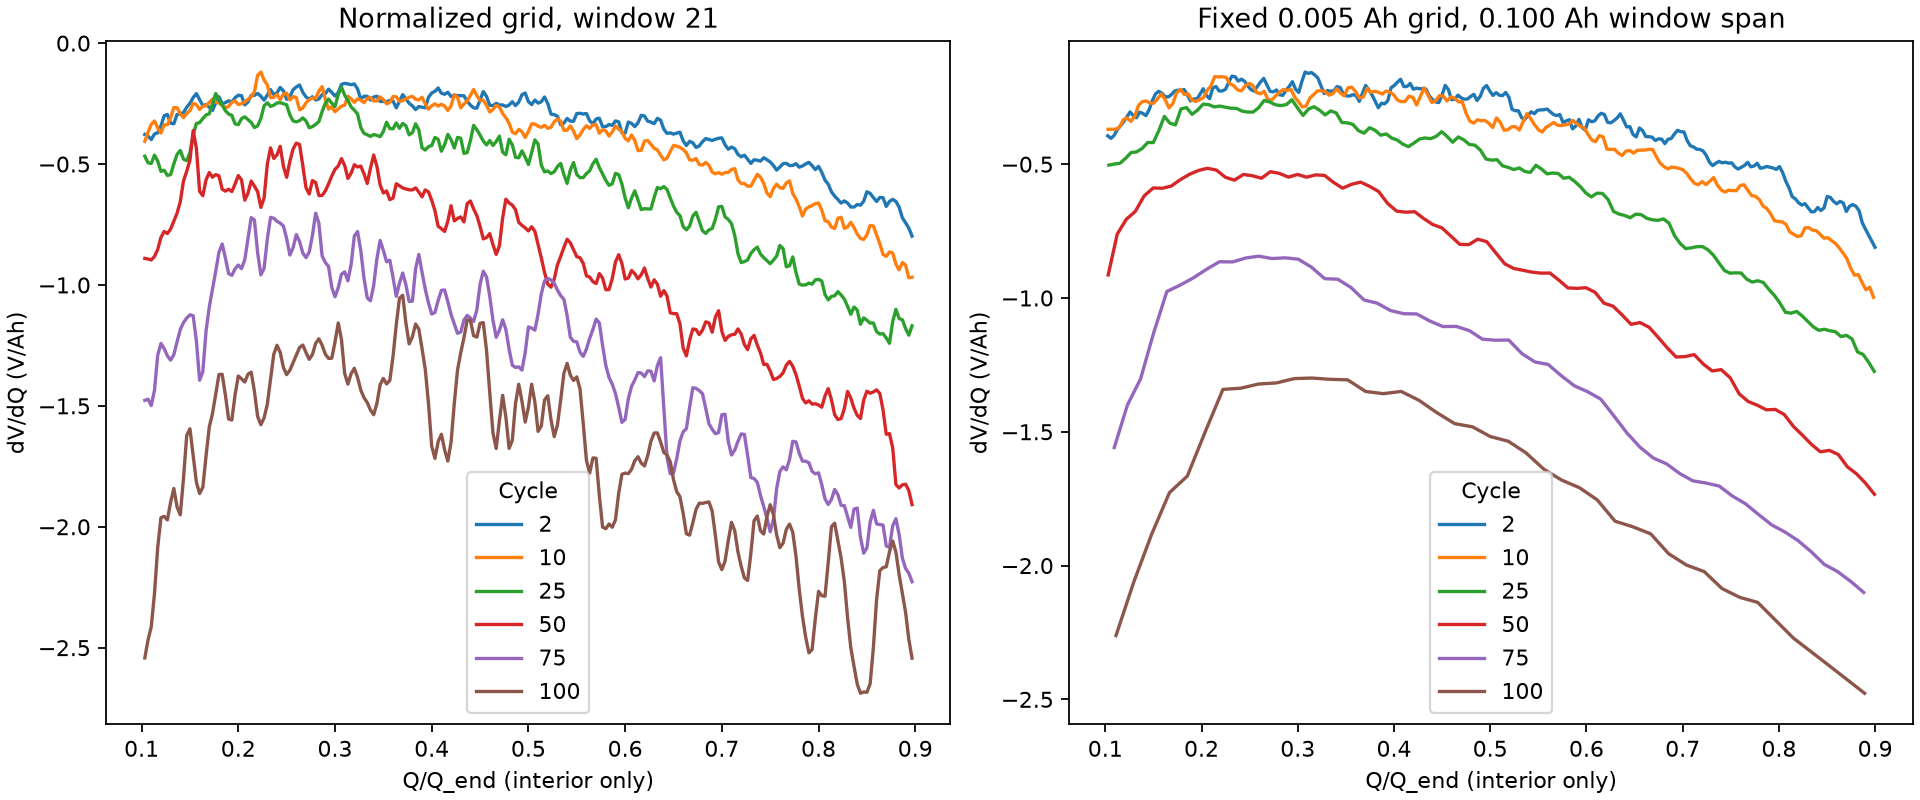 Normalized grid, window 21
dV/dQ (V/Ah)
0.0
−0.5
−1.0
−1.5
−2.0
−2.5
0.1 0.2 0.3 0.4 0.5 0.6 0.7 0.8 0.9
Q/Q_end (interior only)
Cycle
2
10
25
50
75
100
Fixed 0.005 Ah grid, 0.100 Ah window span
dV/dQ (V/Ah)
−0.5
−1.0
−1.5
−2.0
−2.5
0.1 0.2 0.3 0.4 0.5 0.6 0.7 0.8 0.9
Q/Q_end (interior only)
Cycle
2
10
25
50
75
100